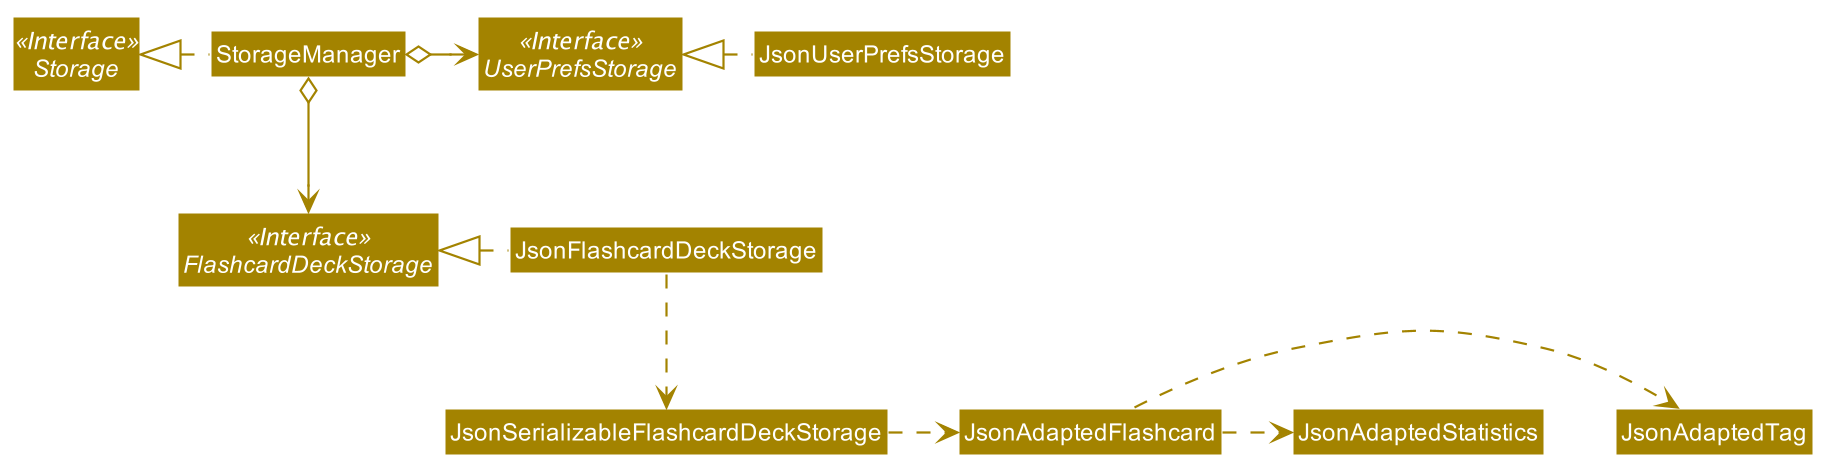 «Interface»
Storage
StorageManager
«Interface»
UserPrefsStorage
JsonUserPrefsStorage
«Interface»
FlashcardDeckStorage
JsonFlashcardDeckStorage
JsonSerializableFlashcardDeckStorage
JsonAdaptedFlashcard
JsonAdaptedStatistics
JsonAdaptedTag